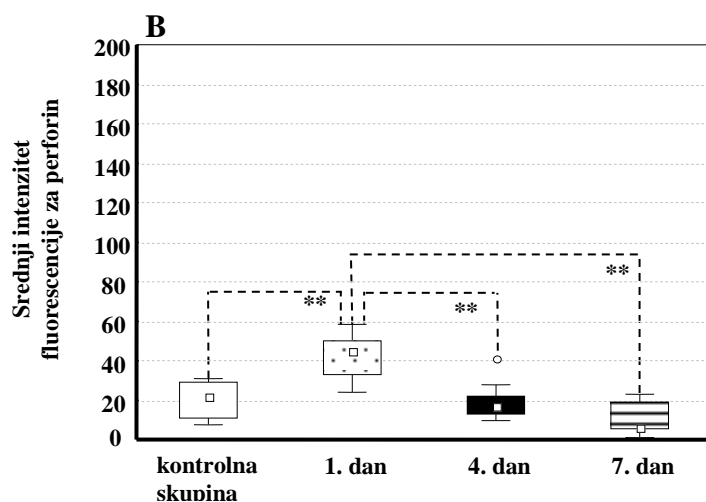 B
Srednji intenzitet
fluorescencije za perforin
200
180
160
140
120
100
80
60
40
20
0
**
**
**
kontrolna
skupina
1. dan
4. dan
7. dan